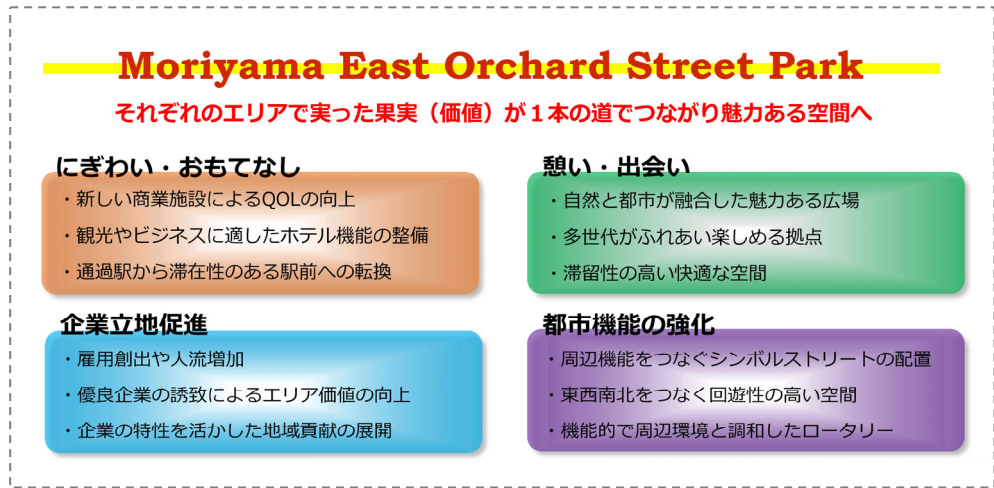 Moriyama East Orchard Street Park
それぞれのエリアで実った果実（価値）が１本の道でつながり魅力ある空間へ
にぎわい・おもてなし
・新しい商業施設によるQOLの向上
・観光やビジネスに適したホテル機能の整備
・通過駅から滞在性のある駅前への転換
憩い・出会い
・自然と都市が融合した魅力ある広場
・多世代がふれあい楽しめる拠点
・滞留性の高い快適な空間
企業立地促進
・雇用創出や人流増加
・優良企業の誘致によるエリア価値の向上
・企業の特性を活かした地域貢献の展開
都市機能の強化
・周辺機能をつなぐシンボルストリートの配置
・東西南北をつなく回遊性の高い空間
・機能的で周辺環境と調和したロータリー